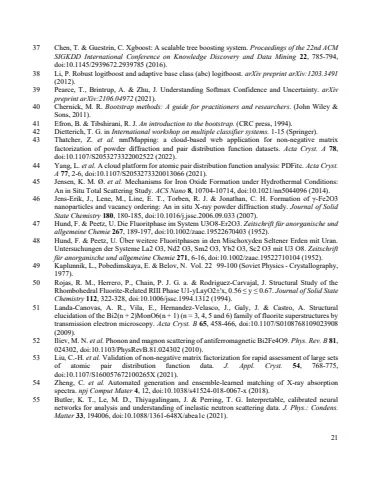 37 Chen, T. & Guestrin, C. Xgboost: A scalable tree boosting system. Proceedings of the 22nd ACM
SIGKDD International Conference on Knowledge Discovery and Data Mining 22, 785-794,
doi:10.1145/2939672.2939785 (2016).
38 Li, P. Robust logitboost and adaptive base class (abc) logitboost. arXiv preprint arXiv:1203.3491
(2012).
39 Pearce, T., Brintrup, A. & Zhu, J. Understanding Softmax Confidence and Uncertainty. arXiv
preprint arXiv:2106.04972 (2021).
40 Chernick, M. R. Bootstrap methods: A guide for practitioners and researchers. (John Wiley &
Sons, 2011).
41 Efron, B. & Tibshirani, R. J. An introduction to the bootstrap. (CRC press, 1994).
42 Dietterich, T. G. in International workshop on multiple classifier systems. 1-15 (Springer).
43 Thatcher, Z. et al. nmfMapping: a cloud-based web application for non-negative matrix
factorization of powder diffraction and pair distribution function datasets. Acta Cryst. A 78,
doi:10.1107/S2053273322002522 (2022).
44 Yang, L. et al. A cloud platform for atomic pair distribution function analysis: PDFitc. Acta Cryst.
A 77, 2-6, doi:10.1107/S2053273320013066 (2021).
45 Jensen, K. M. Ø. et al. Mechanisms for Iron Oxide Formation under Hydrothermal Conditions:
An in Situ Total Scattering Study. ACS Nano 8, 10704-10714, doi:10.1021/nn5044096 (2014).
46 Jens-Erik, J., Lene, M., Line, E. T., Torben, R. J. & Jonathan, C. H. Formation of γ-Fe2O3
nanoparticles and vacancy ordering: An in situ X-ray powder diffraction study. Journal of Solid
State Chemistry 180, 180-185, doi:10.1016/j.jssc.2006.09.033 (2007).
47 Hund, F. & Peetz, U. Die Fluoritphase im System U3O8-Er2O3. Zeitschrift für anorganische und
allgemeine Chemie 267, 189-197, doi:10.1002/zaac.19522670403 (1952).
48 Hund, F. & Peetz, U. Über weitere Fluoritphasen in den Mischoxyden Seltener Erden mit Uran.
Untersuchungen der Systeme La2 O3, Nd2 O3, Sm2 O3, Yb2 O3, Sc2 O3 mit U3 O8. Zeitschrift
für anorganische und allgemeine Chemie 271, 6-16, doi:10.1002/zaac.19522710104 (1952).
49 Kaplunnik, L., Pobedimskaya, E. & Belov, N. Vol. 22 99-100 (Soviet Physics - Crystallography,
1977).
50 Rojas, R. M., Herrero, P., Chain, P. J. G. a. & Rodriguez-Carvajal, J. Structural Study of the
Rhombohedral Fluorite-Related RIII Phase U1-yLayO2±x, 0.56 ≤ y ≤ 0.67. Journal of Solid State
Chemistry 112, 322-328, doi:10.1006/jssc.1994.1312 (1994).
51 Landa-Canovas, A. R., Vila, E., Hernandez-Velasco, J., Galy, J. & Castro, A. Structural
elucidation of the Bi2(n + 2)MonO6(n + 1) (n = 3, 4, 5 and 6) family of fluorite superstructures by
transmission electron microscopy. Acta Cryst. B 65, 458-466, doi:10.1107/S0108768109023908
(2009).
52 Iliev, M. N. et al. Phonon and magnon scattering of antiferromagnetic Bi2Fe4O9. Phys. Rev. B 81,
024302, doi:10.1103/PhysRevB.81.024302 (2010).
53 Liu, C.-H. et al. Validation of non-negative matrix factorization for rapid assessment of large sets
of atomic pair distribution function data. J. Appl. Cryst. 54, 768-775,
doi:10.1107/S160057672100265X (2021).
54 Zheng, C. et al. Automated generation and ensemble-learned matching of X-ray absorption
spectra. npj Comput Mater 4, 12, doi:10.1038/s41524-018-0067-x (2018).
55 Butler, K. T., Le, M. D., Thiyagalingam, J. & Perring, T. G. Interpretable, calibrated neural
networks for analysis and understanding of inelastic neutron scattering data. J. Phys.: Condens.
Matter 33, 194006, doi:10.1088/1361-648X/abea1c (2021).
21